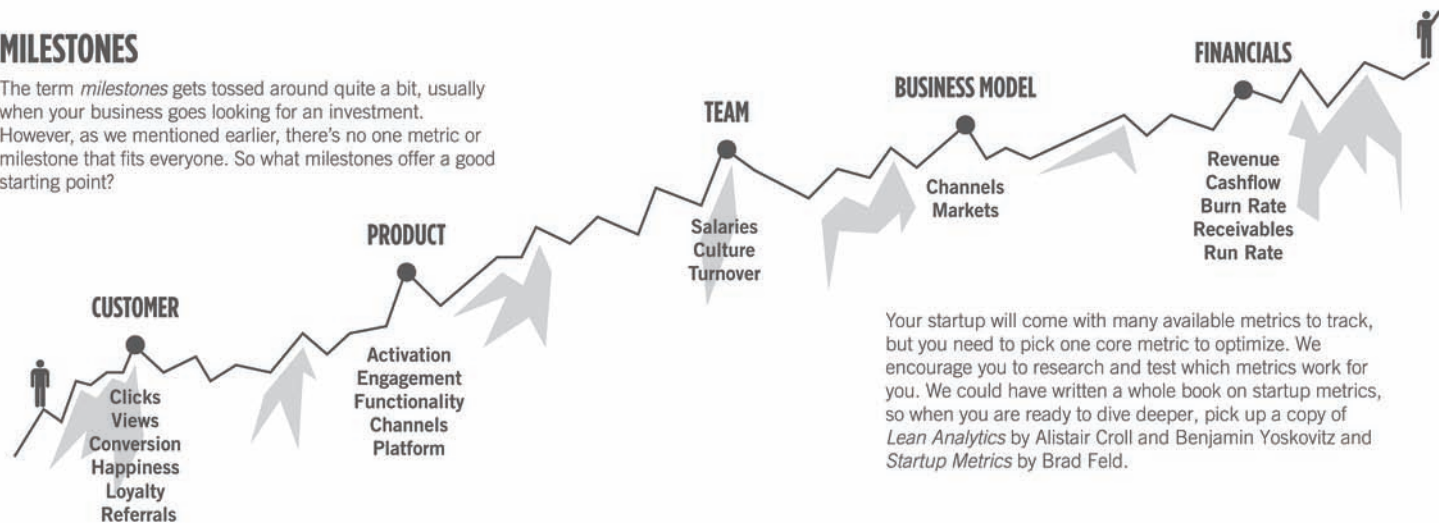 MILESTONES
The term milestones gets tossed around quite a bit, usually
when your business goes looking for an investment.
However, as we mentioned earlier, there's no one metric or
milestone that fits everyone. So what milestones offer a good
starting point?
CUSTOMER
Clicks
Views
Conversion
Happiness
Loyalty
Referrals
PRODUCT
Activation
Engagement
Functionality
Channels
Platform
TEAM
Salaries
Culture
Turnover
BUSINESS MODEL
Channels
Markets
FINANCIALS
Revenue
Cashflow
Burn Rate
Receivables
Run Rate
Your startup will come with many available metrics to track,
but you need to pick one core metric to optimize. We
encourage you to research and test which metrics work for
you. We could have written a whole book on startup metrics,
so when you are ready to dive deeper, pick up a copy of
Lean Analytics by Alistair Croll and Benjamin Yoskovitz and
Startup Metrics by Brad Feld.